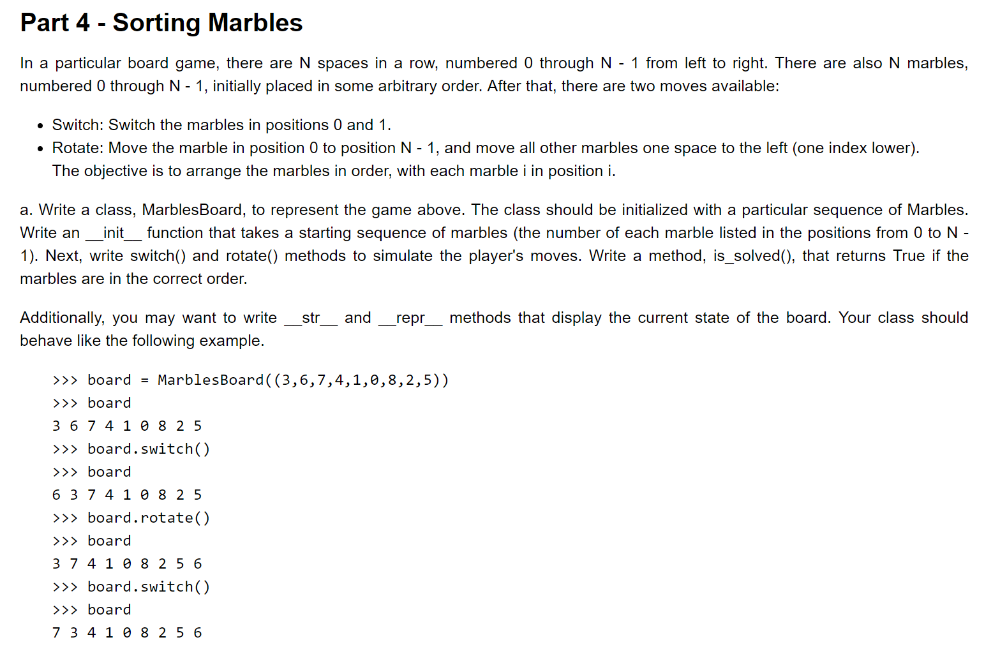 Part 4 - Sorting Marbles
In a particular board game, there are N spaces in a row, numbered 0 through N - 1 from left to right. There are also N marbles,
numbered 0 through N - 1, initially placed in some arbitrary order. After that, there are two moves available:
• Switch: Switch the marbles in positions 0 and 1.
• Rotate: Move the marble in position 0 to position N - 1, and move all other marbles one space to the left (one index lower).
The objective is to arrange the marbles in order, with each marble i in position i.
a. Write a class, MarblesBoard, to represent the game above. The class should be initialized with a particular sequence of Marbles.
Write an __init__ function that takes a starting sequence of marbles (the number of each marble listed in the positions from 0 to N -
1). Next, write switch() and rotate() methods to simulate the player's moves. Write a method, is_solved(), that returns True if the
marbles are in the correct order.
Additionally, you may want to write __str__ and __repr__ methods that display the current state of the board. Your class should
behave like the following example.
>>> board = MarblesBoard((3,6,7,4,1,0,8,2,5))
>>> board
3 6 7 4 1 0 8 2 5
>>> board.switch()
>>> board
6 3 7 4 1 0 8 2 5
>>> board.rotate()
>>> board
3 7 4 1 0 8 2 5 6
>>> board.switch()
>>> board
7 3 4 1 0 8 2 5 6